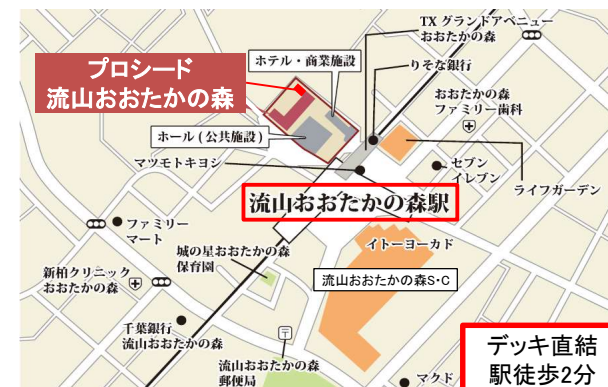 TX グランドアベニュー
おおたかの森
プロシード
流山おおたかの森
ホテル・商業施設
りそな銀行
おおたかの森
ファミリー歯科
ホール(公共施設)
マツモトキヨシ
セブン
イレブン
ライフガーデン
流山おおたかの森駅
ファミリー
マート
イトーヨーカド
城の星おおたかの森
保育園
新柏クリニック
おおたかの森
流山おおたかの森S・C
千葉銀行
流山おおたかの森
流山おおたかの森
郵便局
マクド
デッキ直結
駅徒歩2分